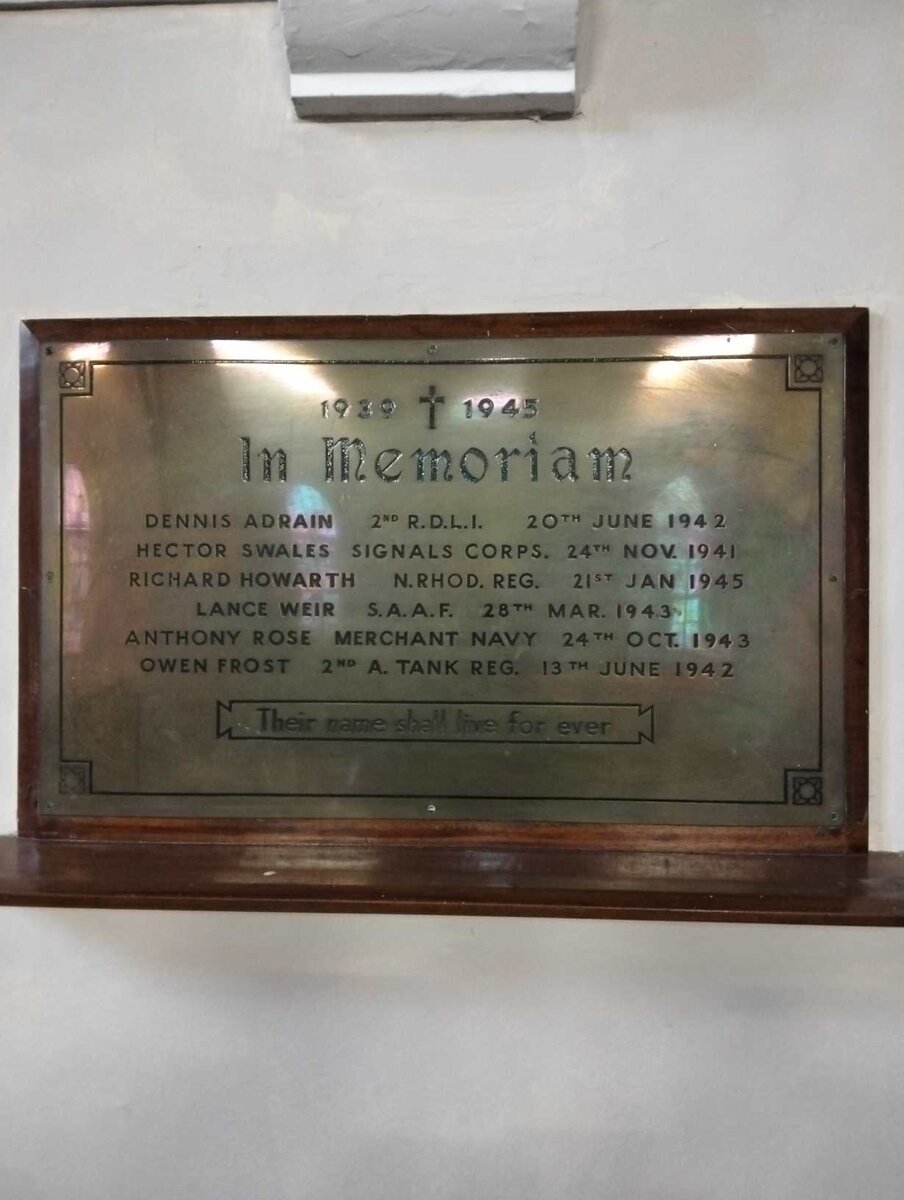 1939 ✝ 1945
In Memoriam
DENNIS ADRAIN 2ND R.D.L.I. 20TH JUNE 1942
HECTOR SWALES SIGNALS CORPS. 24TH NOV. 1941
RICHARD HOWARTH N.RHOD. REG. 21ST JAN 1945
LANCE WEIR S.A.A.F. 28TH MAR. 1943
ANTHONY ROSE MERCHANT NAVY 24TH OCT. 1943
OWEN FROST 2ND A. TANK REG. 13TH JUNE 1942
Their name shall live for ever